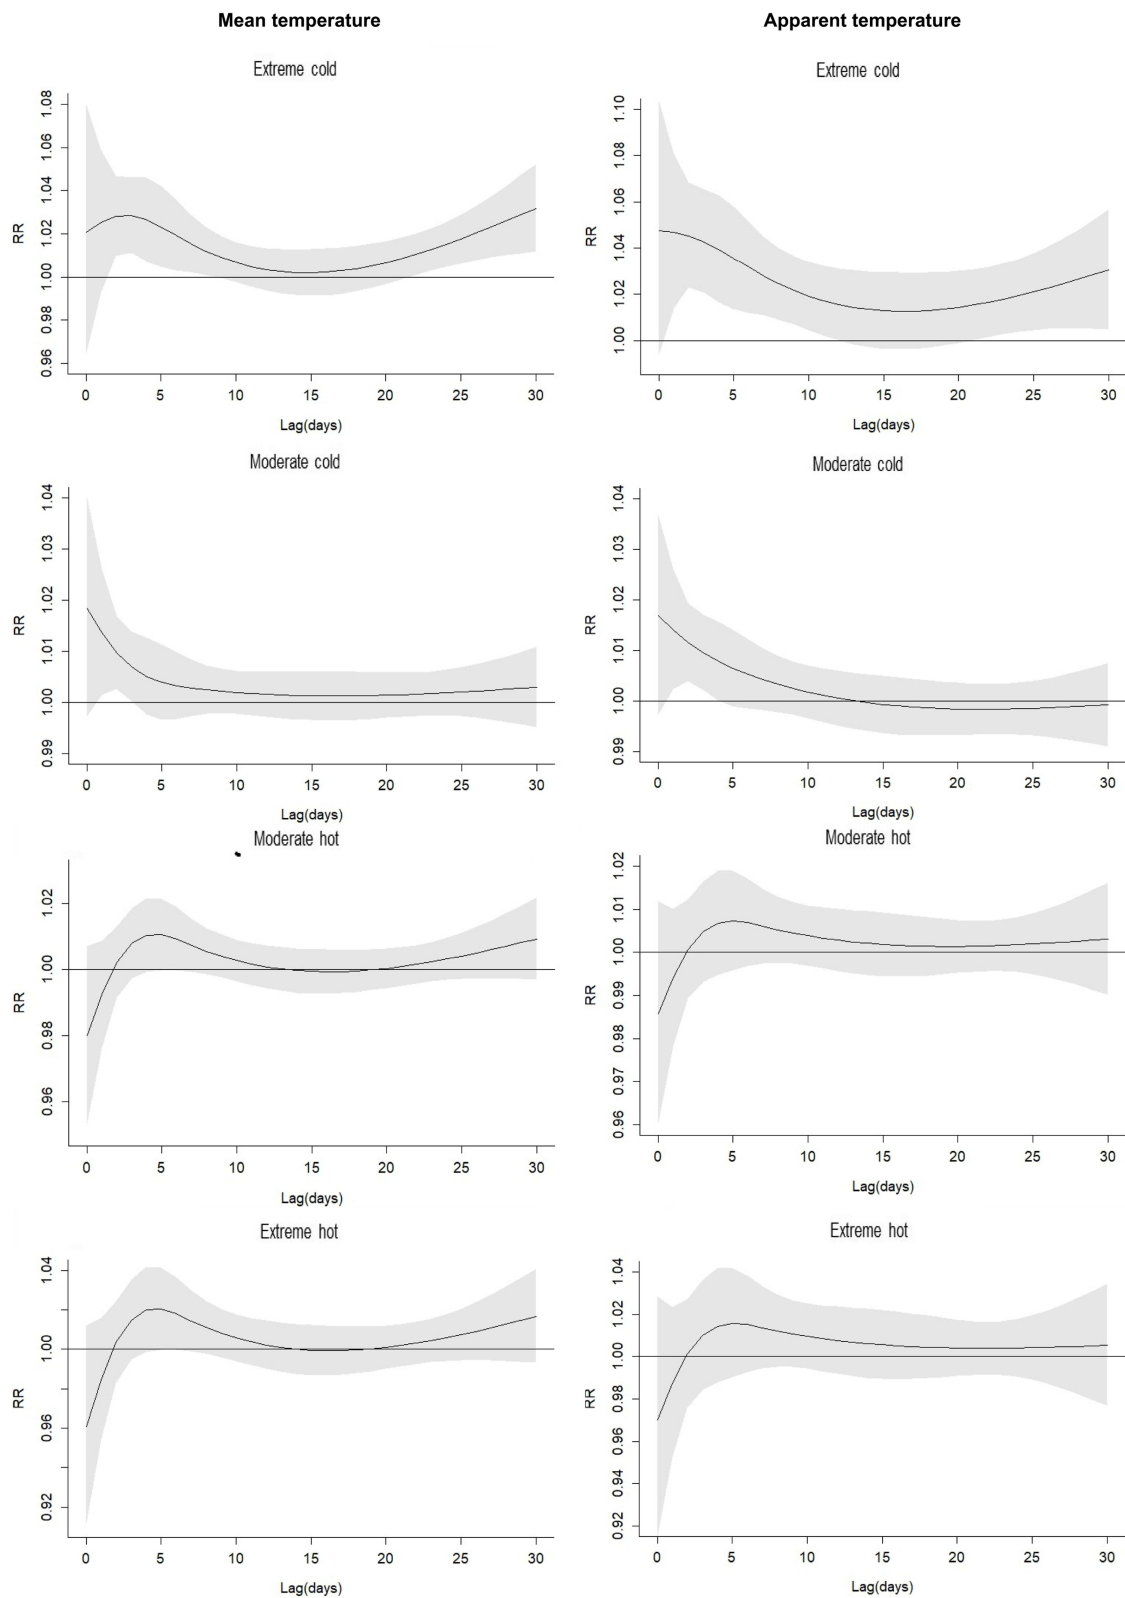 Mean temperature
Apparent temperature
Extreme cold
RR
0.96 0.98 1.00 1.02 1.04 1.06 1.08
0 5 10 15 20 25 30
Lag(days)
Extreme cold
RR
1.00 1.02 1.04 1.06 1.08 1.10
0 5 10 15 20 25 30
Lag(days)
Moderate cold
RR
0.99 1.00 1.01 1.02 1.03 1.04
0 5 10 15 20 25 30
Lag(days)
Moderate cold
RR
0.99 1.00 1.01 1.02 1.03 1.04
0 5 10 15 20 25 30
Lag(days)
Moderate hot
RR
0.96 0.98 1.00 1.02
0 5 10 15 20 25 30
Lag(days)
Moderate hot
RR
0.96 0.97 0.98 0.99 1.00 1.01 1.02
0 5 10 15 20 25 30
Lag(days)
Extreme hot
RR
0.92 0.96 1.00 1.04
0 5 10 15 20 25 30
Lag(days)
Extreme hot
RR
0.92 0.94 0.96 0.98 1.00 1.02 1.04
0 5 10 15 20 25 30
Lag(days)